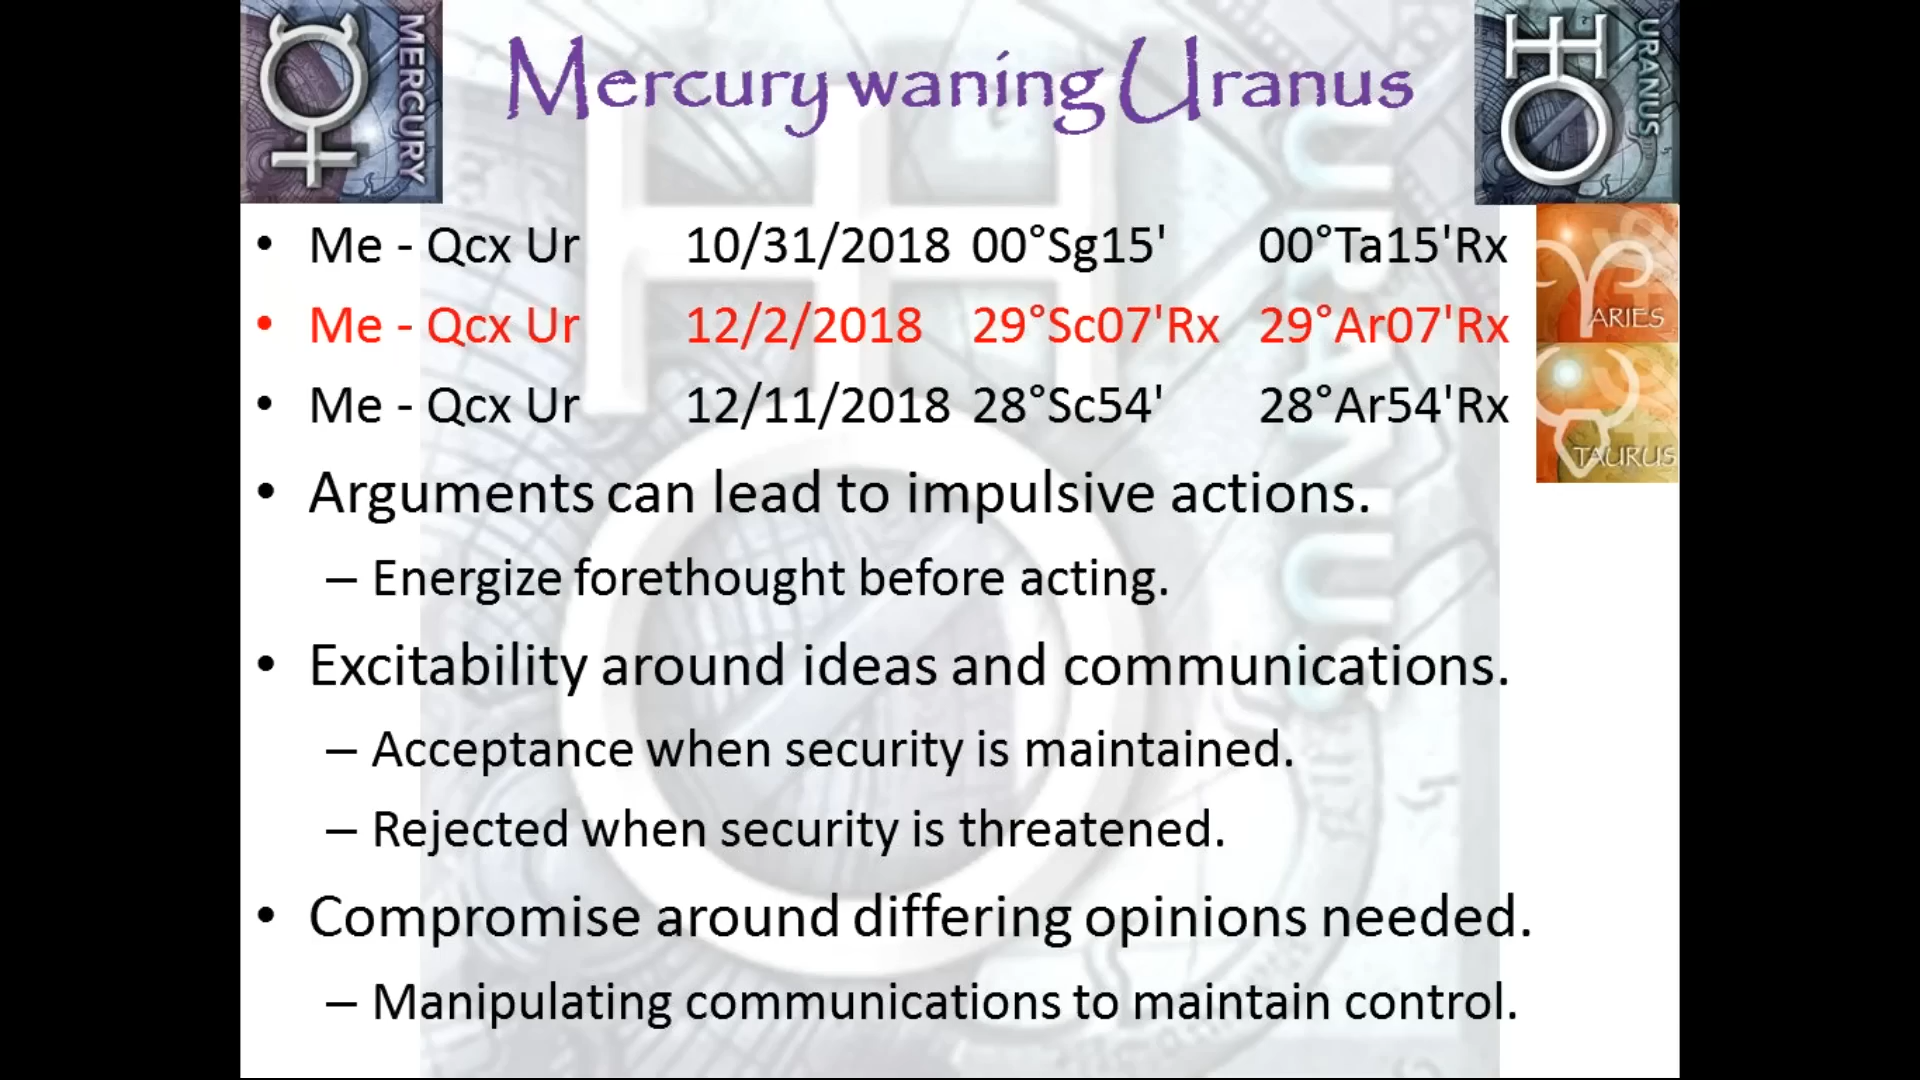 MERCURY
Mercury waning Uranus
URANUS
• Me - Qcx Ur 10/31/2018 00°Sg15' 00°Ta15'Rx
• Me - Qcx Ur 12/2/2018 29°Sc07'Rx 29°Ar07'Rx
• Me - Qcx Ur 12/11/2018 28°Sc54' 28°Ar54'Rx
ARIES
TAURUS
URANUS
• Arguments can lead to impulsive actions.
– Energize forethought before acting.
• Excitability around ideas and communications.
– Acceptance when security is maintained.
– Rejected when security is threatened.
• Compromise around differing opinions needed.
– Manipulating communications to maintain control.